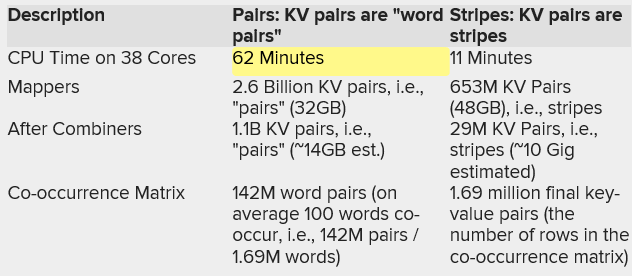 Description
Pairs: KV pairs are "word
pairs"
Stripes: KV pairs are
stripes
CPU Time on 38 Cores
62 Minutes
11 Minutes
Mappers
2.6 Billion KV pairs, i.e.,
"pairs" (32GB)
653M KV Pairs
(48GB), i.e., stripes
After Combiners
1.1B KV pairs, i.e.,
"pairs" (~14GB est.)
29M KV Pairs, i.e.,
stripes (~10 Gig
estimated)
Co-occurrence Matrix
142M word pairs (on
average 100 words co-
occur, i.e., 142M pairs /
1.69M words)
1.69 million final key-
value pairs (the
number of rows in the
co-occurrence matrix)